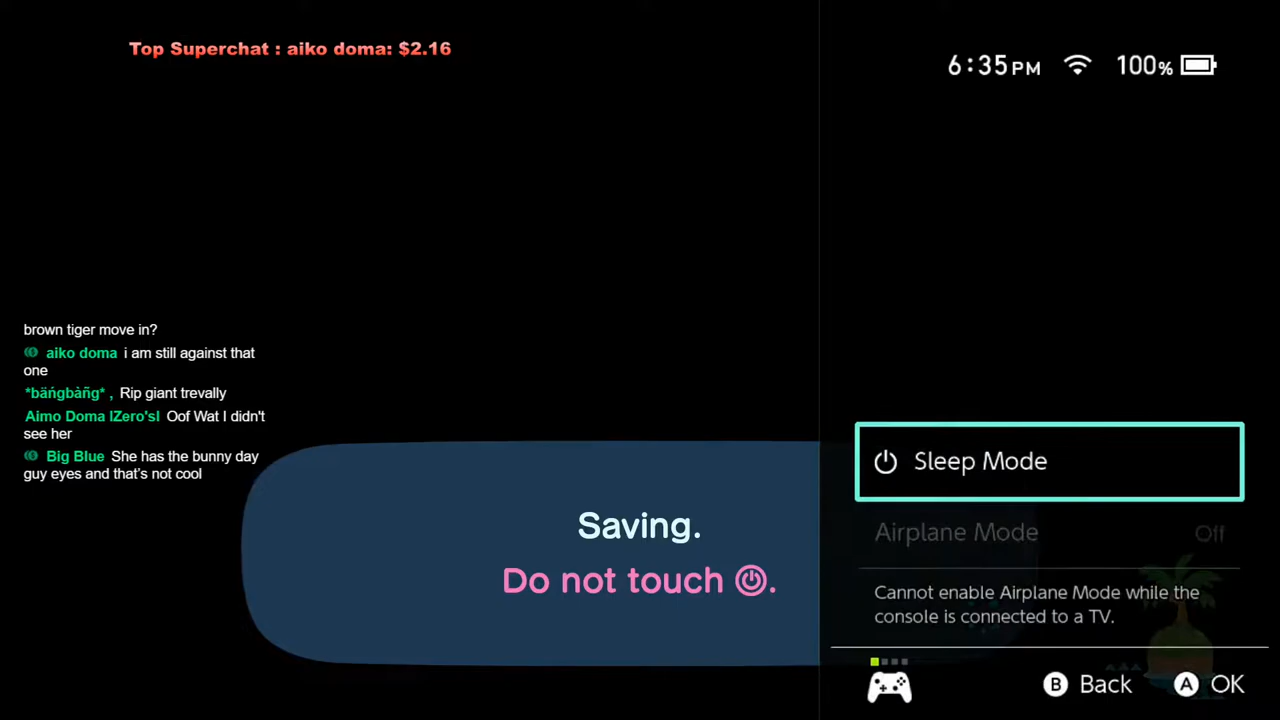 Top Superchat : aiko doma: $2.16
6:35PM 100%
brown tiger move in?
aiko doma i am still against that
one
*bäńgbàñg* , Rip giant trevally
Aimo Doma lZero'sl Oof Wat I didn't
see her
Big Blue She has the bunny day
guy eyes and that's not cool
Saving.
Do not touch .
Sleep Mode
Airplane Mode Off
Cannot enable Airplane Mode while the
console is connected to a TV.
B Back A OK